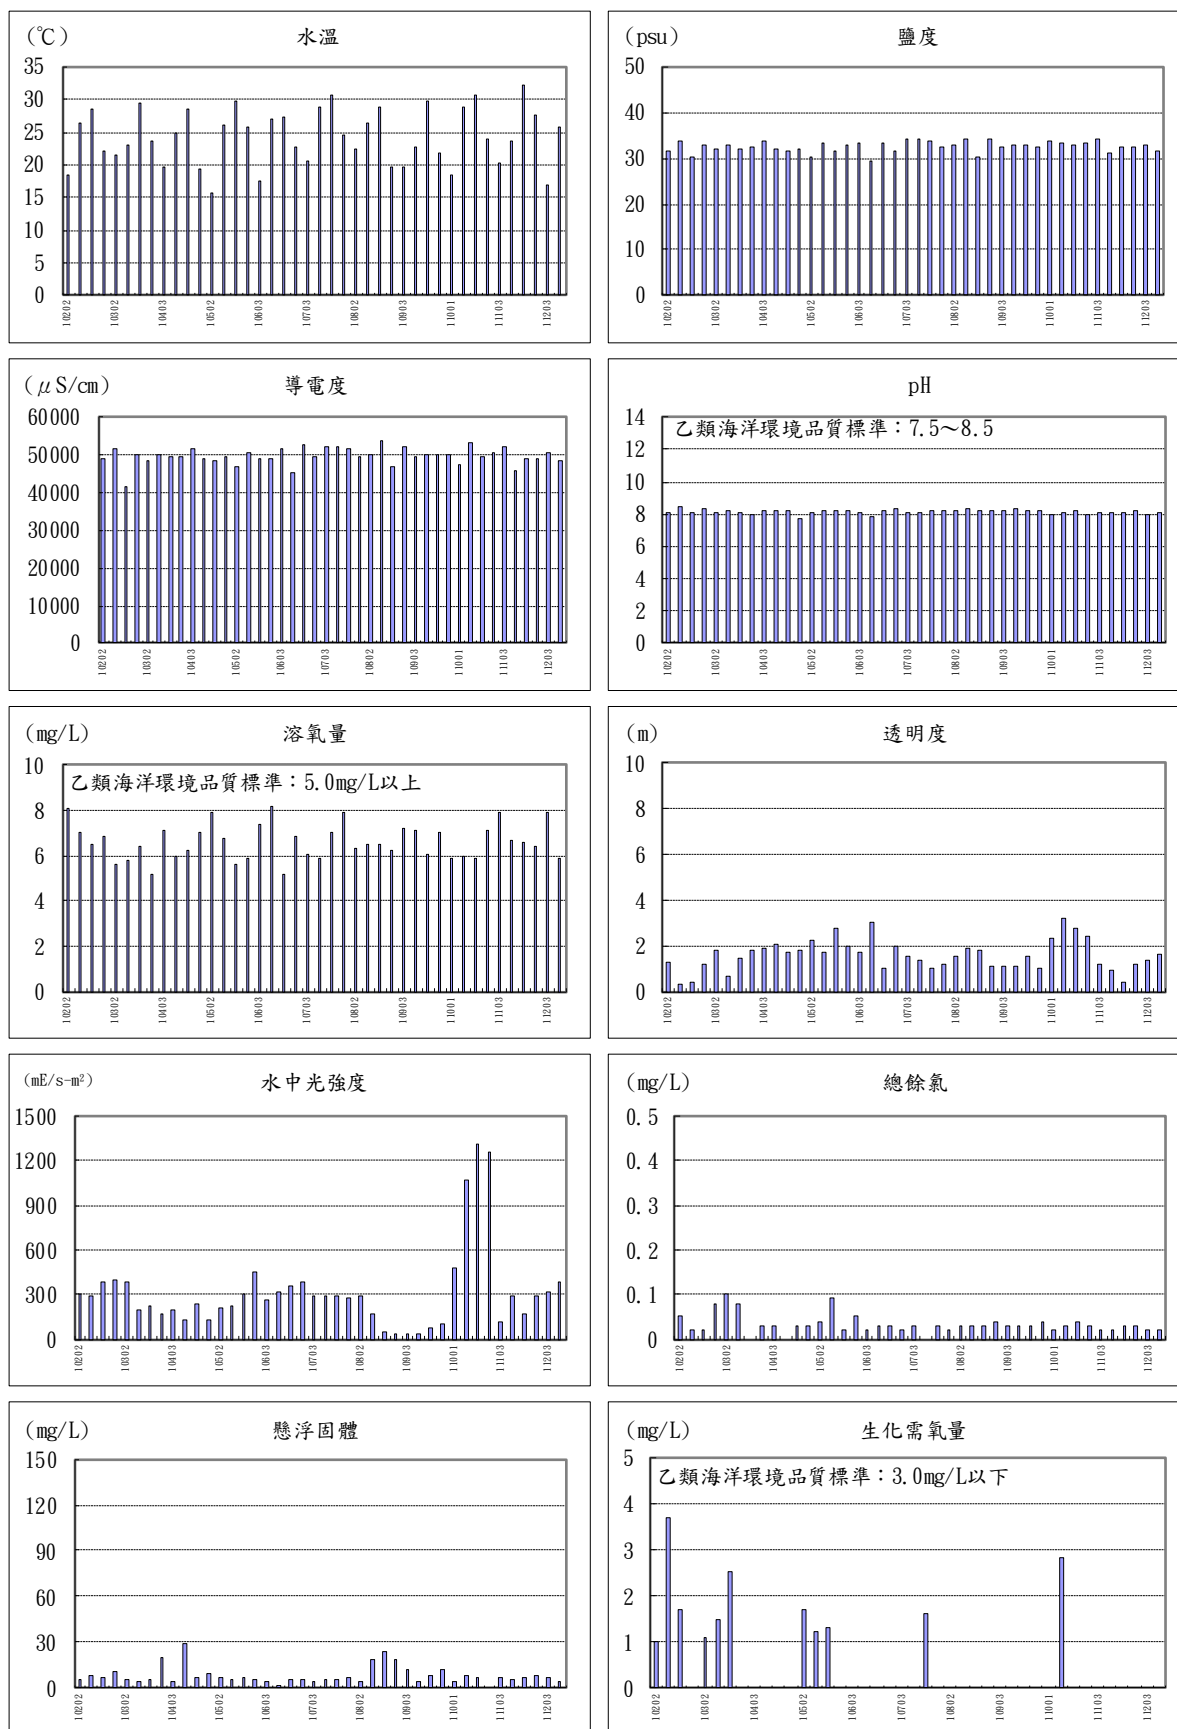 (℃) 水溫
35
30
25
20
15
10
5
0
10202 10302 10403 10502 10603 10703 10802 10903 11001 11103 11203
(psu) 鹽度
50
40
30
20
10
0
10202 10302 10403 10502 10603 10703 10802 10903 11001 11103 11203
(μS/cm) 導電度
60000
50000
40000
30000
20000
10000
0
10202 10302 10403 10502 10603 10703 10802 10903 11001 11103 11203
pH
乙類海洋環境品質標準：7.5～8.5
14
12
10
8
6
4
2
0
10202 10302 10403 10502 10603 10703 10802 10903 11001 11103 11203
(mg/L) 溶氧量
乙類海洋環境品質標準：5.0mg/L以上
10
8
6
4
2
0
10202 10302 10403 10502 10603 10703 10802 10903 11001 11103 11203
(m) 透明度
10
8
6
4
2
0
10202 10302 10403 10502 10603 10703 10802 10903 11001 11103 11203
(mE/s-m²) 水中光強度
1500
1200
900
600
300
0
10202 10302 10403 10502 10603 10703 10802 10903 11001 11103 11203
(mg/L) 總餘氯
0.5
0.4
0.3
0.2
0.1
0
10202 10302 10403 10502 10603 10703 10802 10903 11001 11103 11203
(mg/L) 懸浮固體
150
120
90
60
30
0
10202 10302 10403 10502 10603 10703 10802 10903 11001 11103 11203
(mg/L) 生化需氧量
乙類海洋環境品質標準：3.0mg/L以下
5
4
3
2
1
0
10202 10302 10403 10502 10603 10703 10802 10903 11001 11103 11203